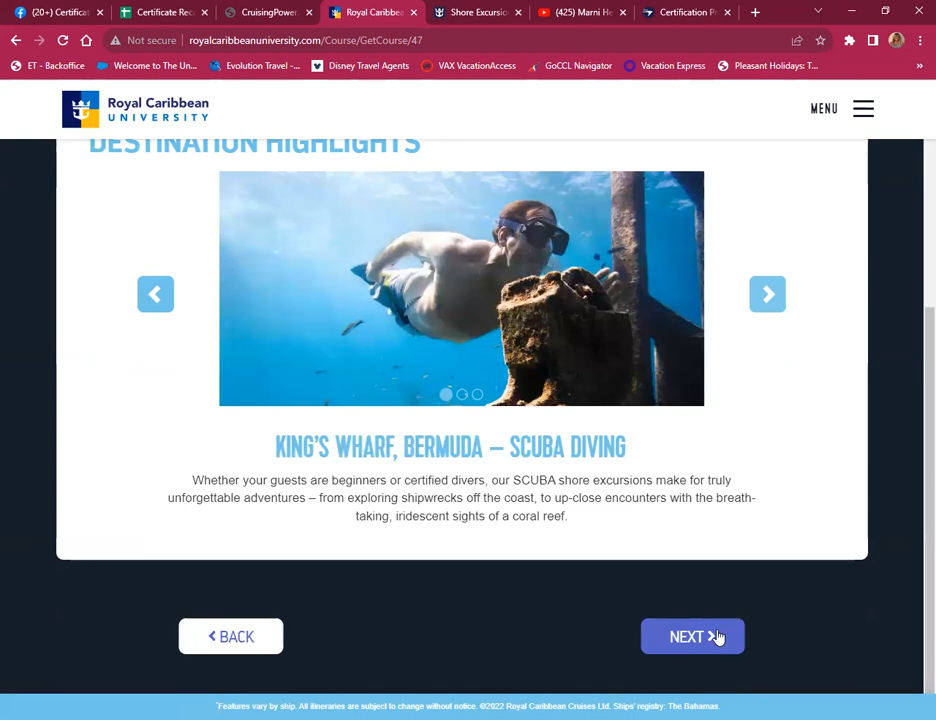 (20+) Certificat
Certificate Rec
CruisingPower.
Royal Caribbea
Shore Excursio
(425) Marni He
Certification Pr
Not secure
royalcaribbeanuniversity.com/Course/GetCourse/47
ET - Backoffice
Welcome to The Un...
Evolution Travel -...
Disney Travel Agents
VAX VacationAccess
GoCCL Navigator
Vacation Express
Pleasant Holidays: T...
»
Royal Caribbean
UNIVERSITY
MENU
DESTINATION HIGHLIGHTS
KING'S WHARF, BERMUDA – SCUBA DIVING
Whether your guests are beginners or certified divers, our SCUBA shore excursions make for truly
unforgettable adventures – from exploring shipwrecks off the coast, to up-close encounters with the breath-
taking, iridescent sights of a coral reef.
BACK
NEXT
*Features vary by ship. All itineraries are subject to change without notice. ©2022 Royal Caribbean Cruises Ltd. Ships' registry: The Bahamas.